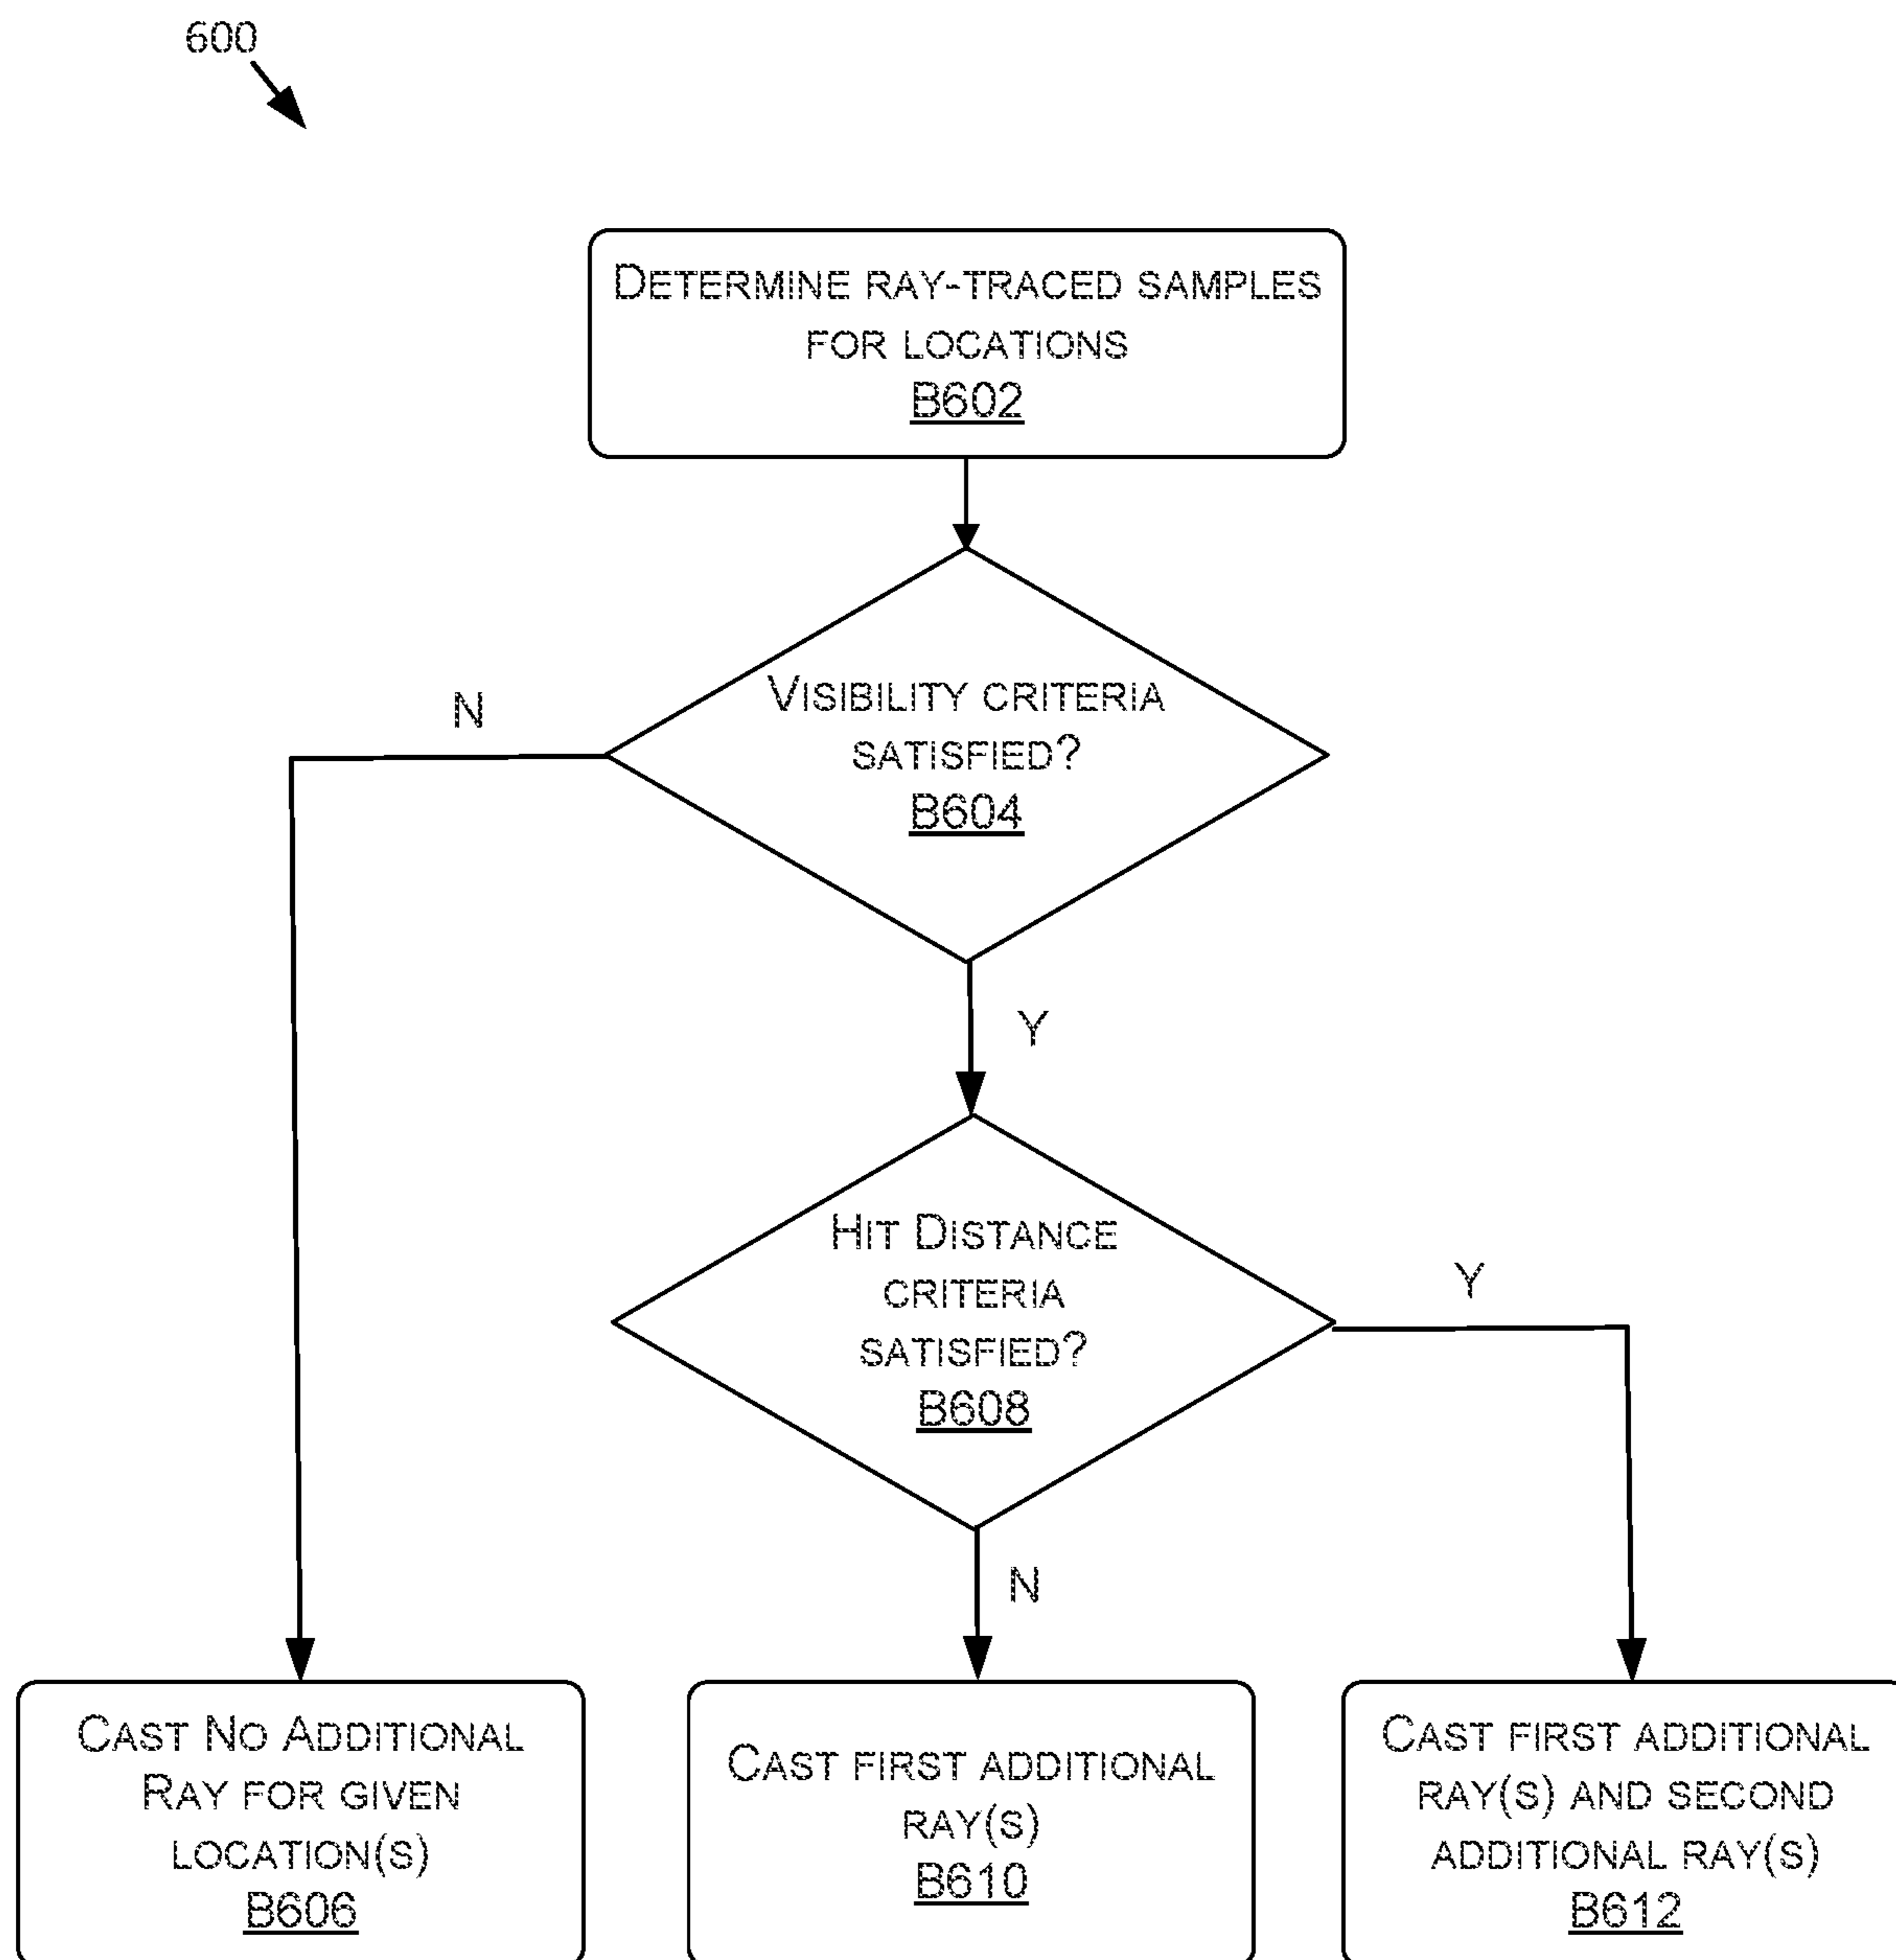 600
DETERMINE RAY-TRACED SAMPLES
FOR LOCATIONS
B602
VISIBILITY CRITERIA
SATISFIED?
B604
N
Y
HIT DISTANCE
CRITERIA
SATISFIED?
B608
Y
N
CAST NO ADDITIONAL
RAY FOR GIVEN
LOCATION(S)
B606
CAST FIRST ADDITIONAL
RAY(S)
B610
CAST FIRST ADDITIONAL
RAY(S) AND SECOND
ADDITIONAL RAY(S)
B612